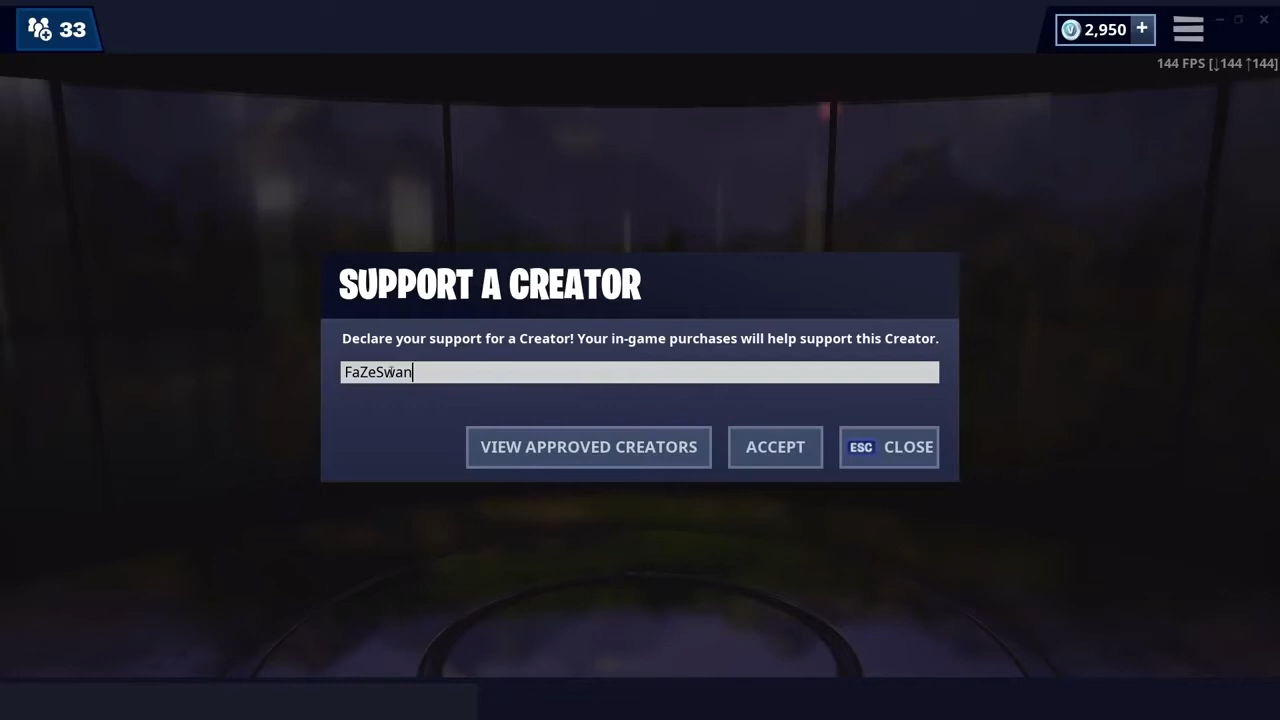 33
2,950 +
144 FPS [↓144 ↑144]
SUPPORT A CREATOR
Declare your support for a Creator! Your in-game purchases will help support this Creator.
FaZeSwan
VIEW APPROVED CREATORS
ACCEPT
ESC CLOSE